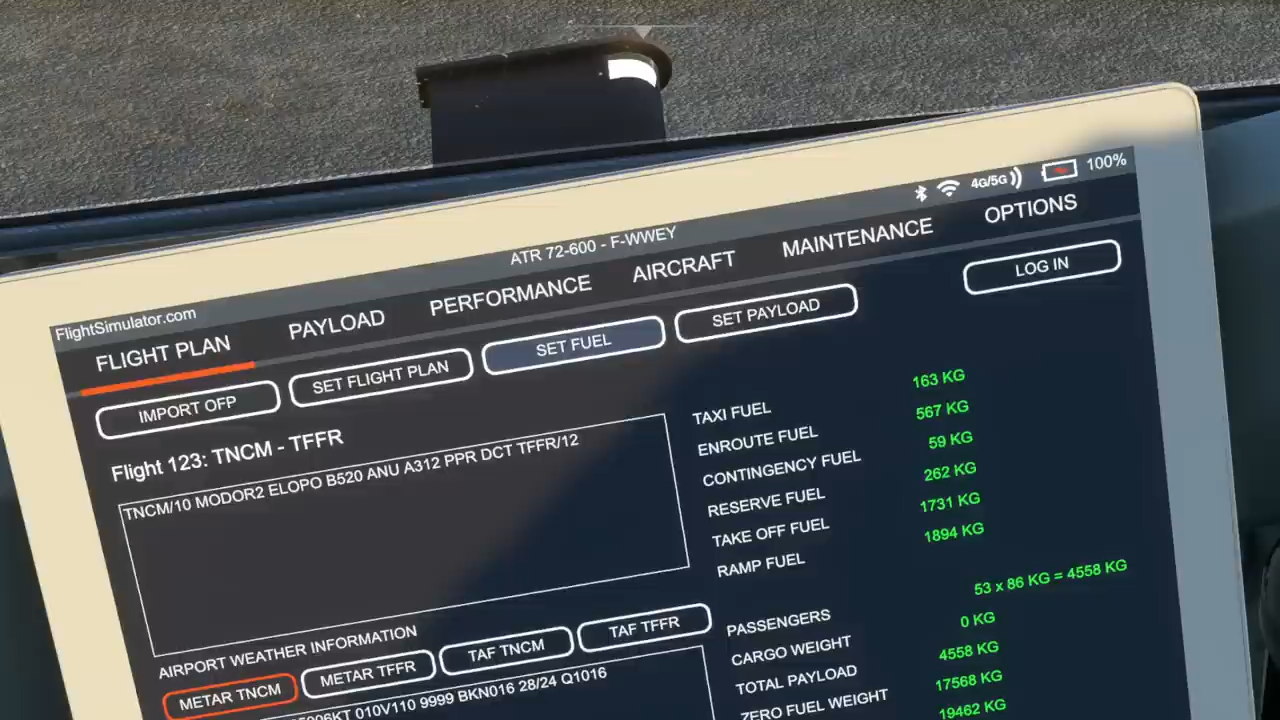 100%
4G/5G
ATR 72-600 - F-WWEY
FlightSimulator.com
FLIGHT PLAN PAYLOAD PERFORMANCE AIRCRAFT MAINTENANCE OPTIONS
IMPORT OFP SET FLIGHT PLAN SET FUEL SET PAYLOAD LOG IN
Flight 123: TNCM - TFFR
TNCM/10 MODOR2 ELOPO B520 ANU A312 PPR DCT TFFR/12
TAXI FUEL 163 KG
ENROUTE FUEL 567 KG
CONTINGENCY FUEL 59 KG
RESERVE FUEL 262 KG
TAKE OFF FUEL 1731 KG
RAMP FUEL 1894 KG
PASSENGERS 53 x 86 KG = 4558 KG
CARGO WEIGHT 0 KG
TOTAL PAYLOAD 4558 KG
ZERO FUEL WEIGHT 17568 KG
19462 KG
AIRPORT WEATHER INFORMATION
METAR TNCM METAR TFFR TAF TNCM TAF TFFR
010V110 9999 BKN016 28/24 Q1016